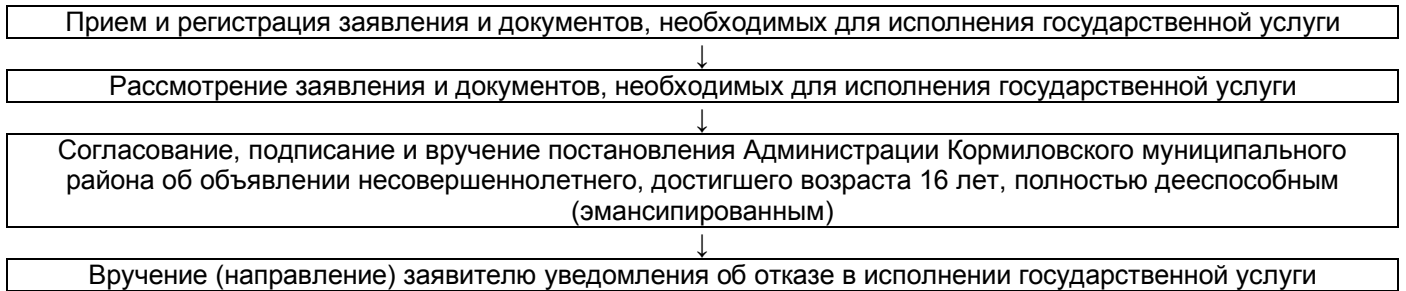 Прием и регистрация заявления и документов, необходимых для исполнения государственной услуги
↓
Рассмотрение заявления и документов, необходимых для исполнения государственной услуги
↓
Согласование, подписание и вручение постановления Администрации Кормиловского муниципального
района об объявлении несовершеннолетнего, достигшего возраста 16 лет, полностью дееспособным
(эмансипированным)
↓
Вручение (направление) заявителю уведомления об отказе в исполнении государственной услуги